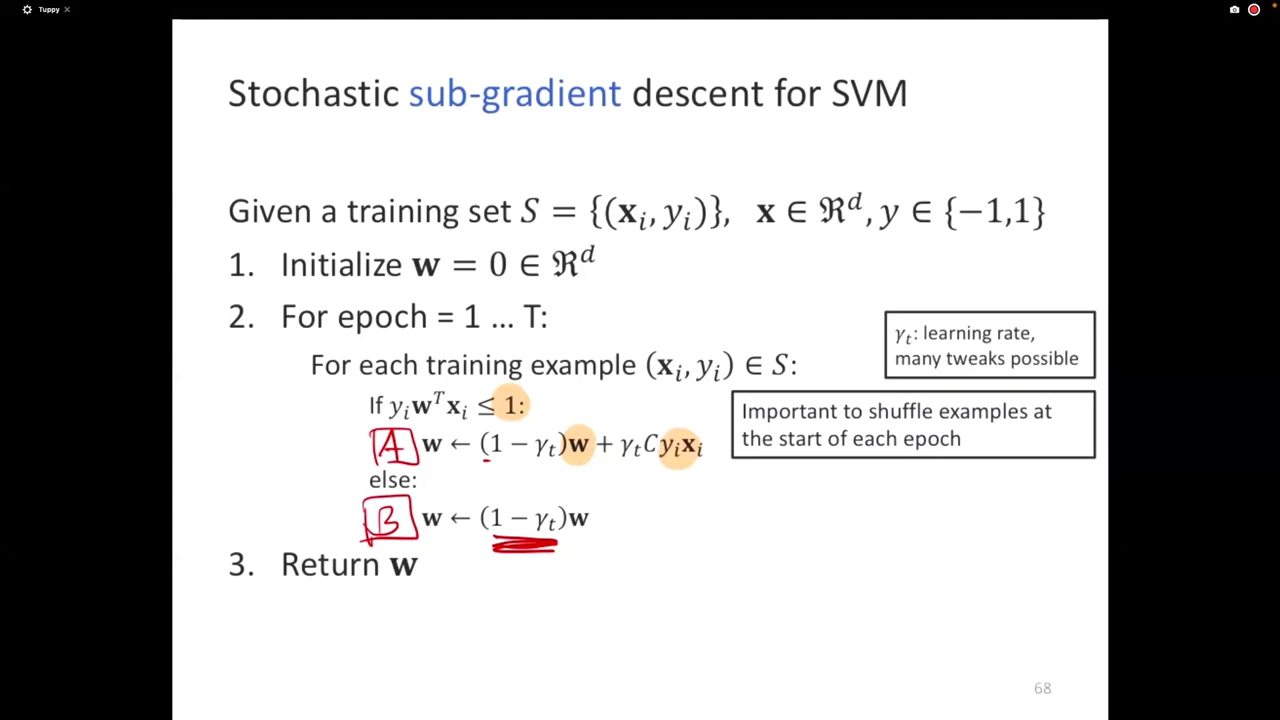 Tuppy
Stochastic sub-gradient descent for SVM
Given a training set S = {(𝐱ᵢ, yᵢ)}, 𝐱 ∈ ℜᵈ, y ∈ {−1,1}
1. Initialize 𝐰 = 0 ∈ ℜᵈ
2. For epoch = 1 … T:
For each training example (𝐱ᵢ, yᵢ) ∈ S:
If yᵢ𝐰ᵀ𝐱ᵢ ≤ 1:
A 𝐰 ← (1 − γₜ)𝐰 + γₜCyᵢ𝐱ᵢ
else:
B 𝐰 ← (1 − γₜ)𝐰
3. Return 𝐰
γₜ: learning rate,
many tweaks possible
Important to shuffle examples at
the start of each epoch
68